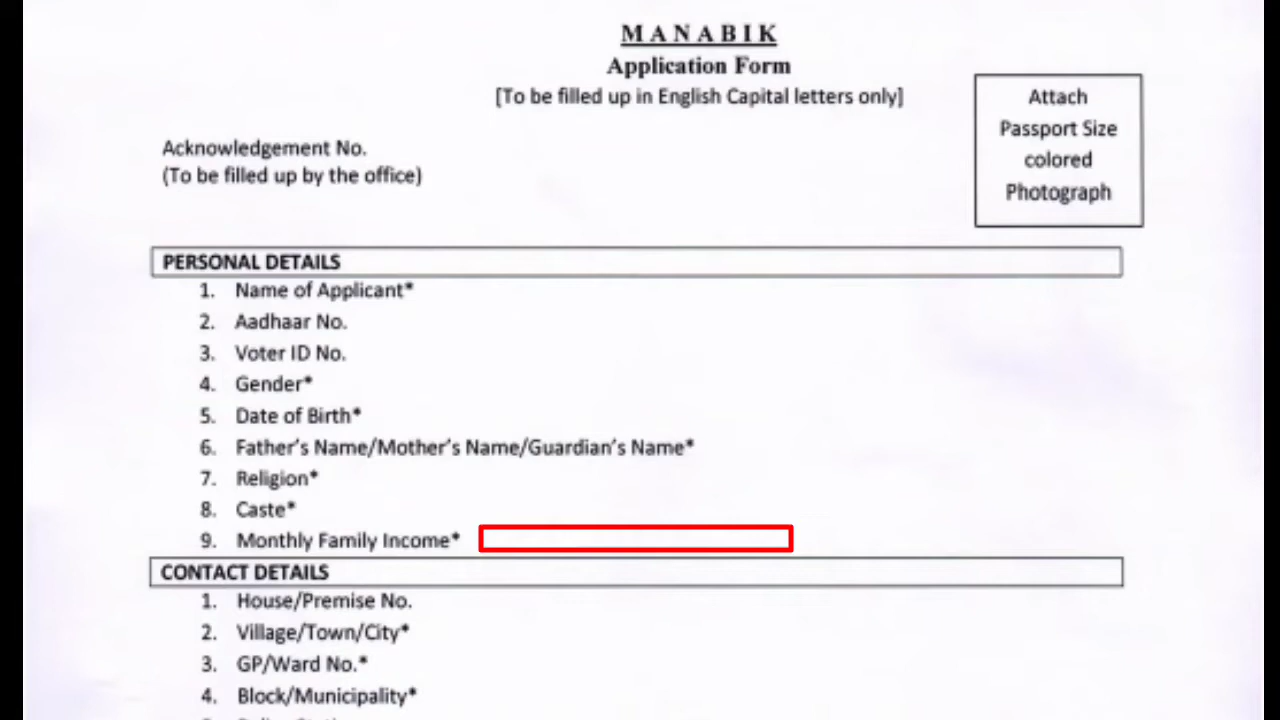 MANABIK
Application Form
[To be filled up in English Capital letters only]
Attach
Passport Size
colored
Photograph
Acknowledgement No.
(To be filled up by the office)
PERSONAL DETAILS
1. Name of Applicant*
2. Aadhaar No.
3. Voter ID No.
4. Gender*
5. Date of Birth*
6. Father's Name/Mother's Name/Guardian's Name*
7. Religion*
8. Caste*
9. Monthly Family Income*
CONTACT DETAILS
1. House/Premise No.
2. Village/Town/City*
3. GP/Ward No.*
4. Block/Municipality*